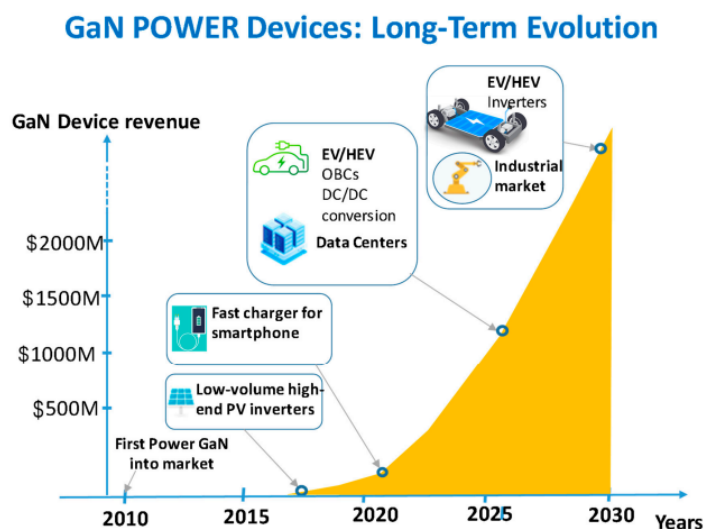 GaN POWER Devices: Long-Term Evolution
EV/HEV
Inverters
Industrial
market
GaN Device revenue
EV/HEV
OBCs
DC/DC
conversion
Data Centers
$2000M
$1500M
$1000M
$500M
Fast charger for
smartphone
Low-volume high-
end PV inverters
First Power GaN
into market
2010
2015
2020
2025
2030
Years